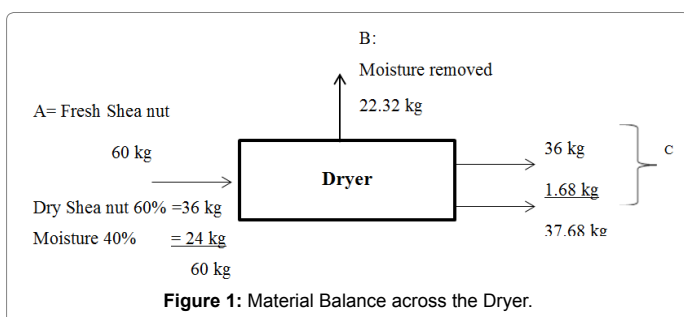 B:
Moisture removed
22.32 kg
A= Fresh Shea nut
60 kg
Dryer
36 kg
1.68 kg
37.68 kg
C
Dry Shea nut 60% =36 kg
Moisture 40% = 24 kg
60 kg
Figure 1: Material Balance across the Dryer.